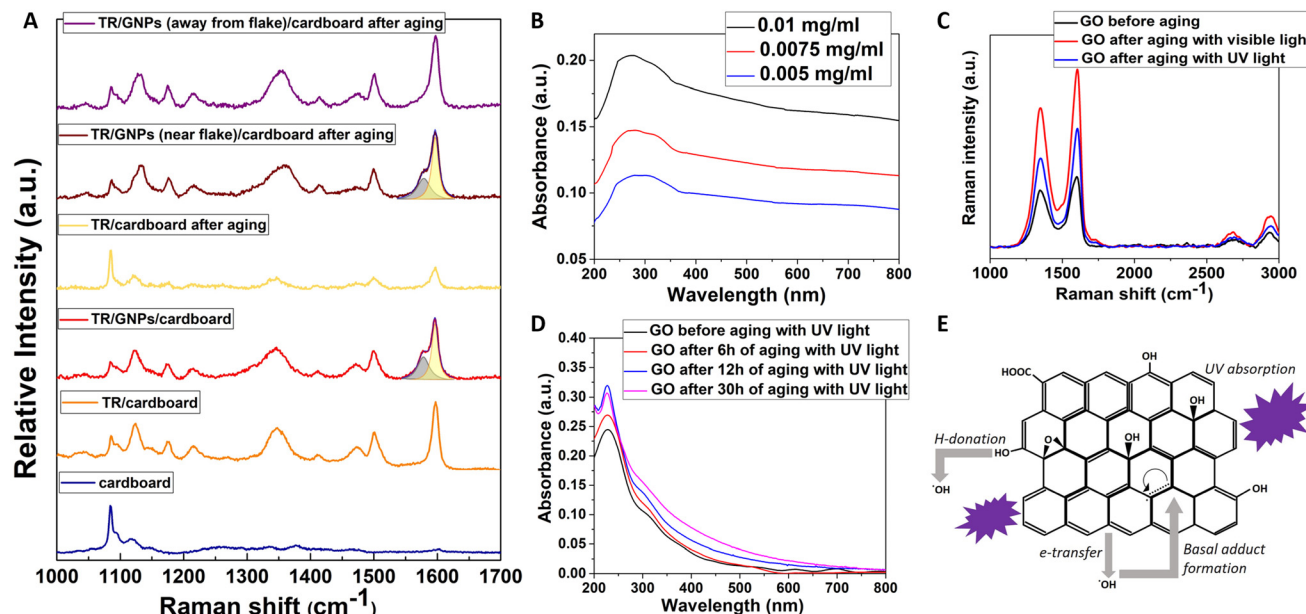 A
TR/GNPs (away from flake)/cardboard after aging
TR/GNPs (near flake)/cardboard after aging
TR/cardboard after aging
TR/GNPs/cardboard
TR/cardboard
cardboard
Relative Intensity (a.u.)
1000 1100 1200 1300 1400 1500 1600 1700
Raman shift (cm-1)
B
0.01 mg/ml
0.0075 mg/ml
0.005 mg/ml
Absorbance (a.u.)
0.20
0.15
0.10
0.05
200 300 400 500 600 700 800
Wavelength (nm)
C
GO before aging
GO after aging with visible light
GO after aging with UV light
Raman intensity (a.u.)
1000 1500 2000 2500 3000
Raman shift (cm-1)
D
GO before aging with UV light
GO after 6h of aging with UV light
GO after 12h of aging with UV light
GO after 30h of aging with UV light
Absorbance (a.u.)
0.40
0.35
0.30
0.25
0.20
0.15
0.10
0.05
0.00
200 300 400 500 600 700 800
Wavelength (nm)
E
OH
HOOC
UV absorption
OH
H-donation
O
OH
HO
·OH
OH
e-transfer
Basal adduct
formation
·OH